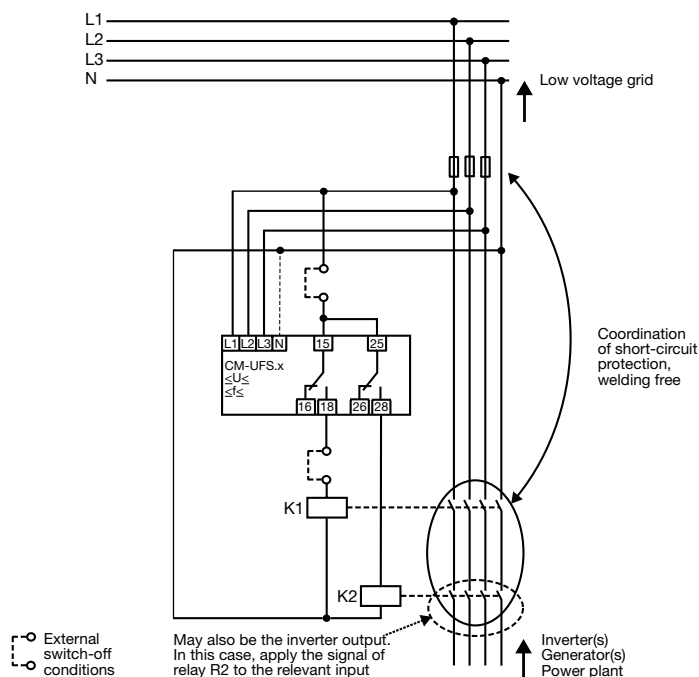 L1
L2
L3
N
Low voltage grid
L1 L2 L3 N 15 25
CM-UFS.x
≤U≤
≤f≤
16 18 26 28
Coordination
of short-circuit
protection,
welding free
K1
K2
External
switch-off
conditions
May also be the inverter output.
In this case, apply the signal of
relay R2 to the relevant input
Inverter(s)
Generator(s)
Power plant